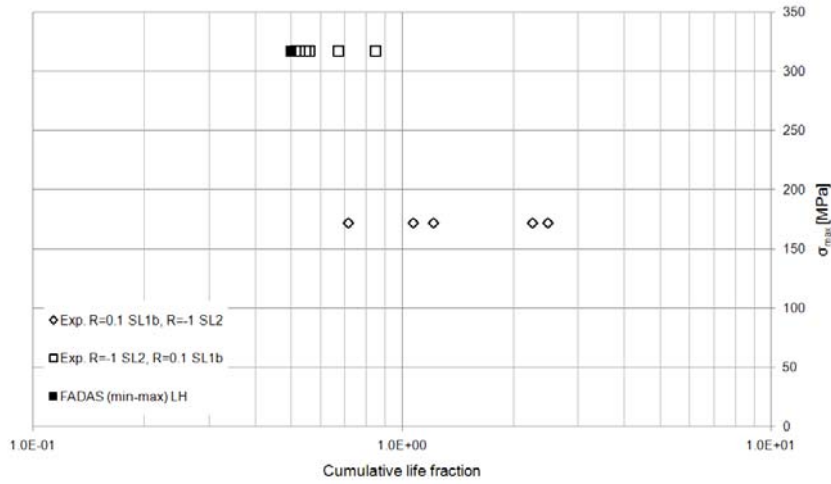 350
300
250
200
150
100
50
0
σmax [MPa]
Exp. R=0.1 SL1b, R=-1 SL2
Exp. R=-1 SL2, R=0.1 SL1b
FADAS (min-max) LH
1.0E-01
1.0E+00
1.0E+01
Cumulative life fraction